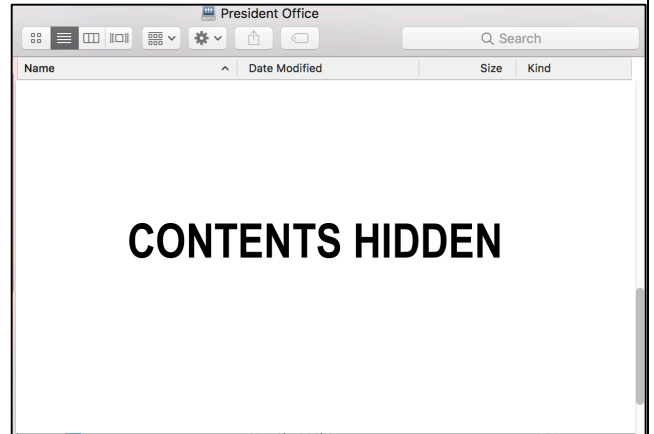 President Office
Search
Name Date Modified Size Kind
CONTENTS HIDDEN